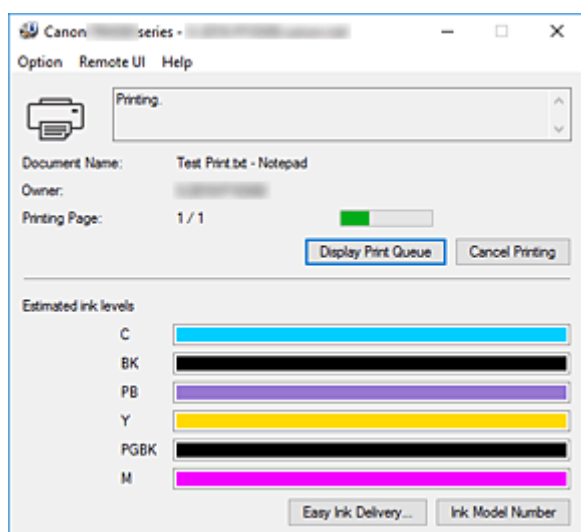 Canon series -
Option Remote UI Help
Printing.
Document Name: Test Print.txt - Notepad
Owner:
Printing Page: 1 / 1
Display Print Queue Cancel Printing
Estimated ink levels
C
BK
PB
Y
PGBK
M
Easy Ink Delivery... Ink Model Number